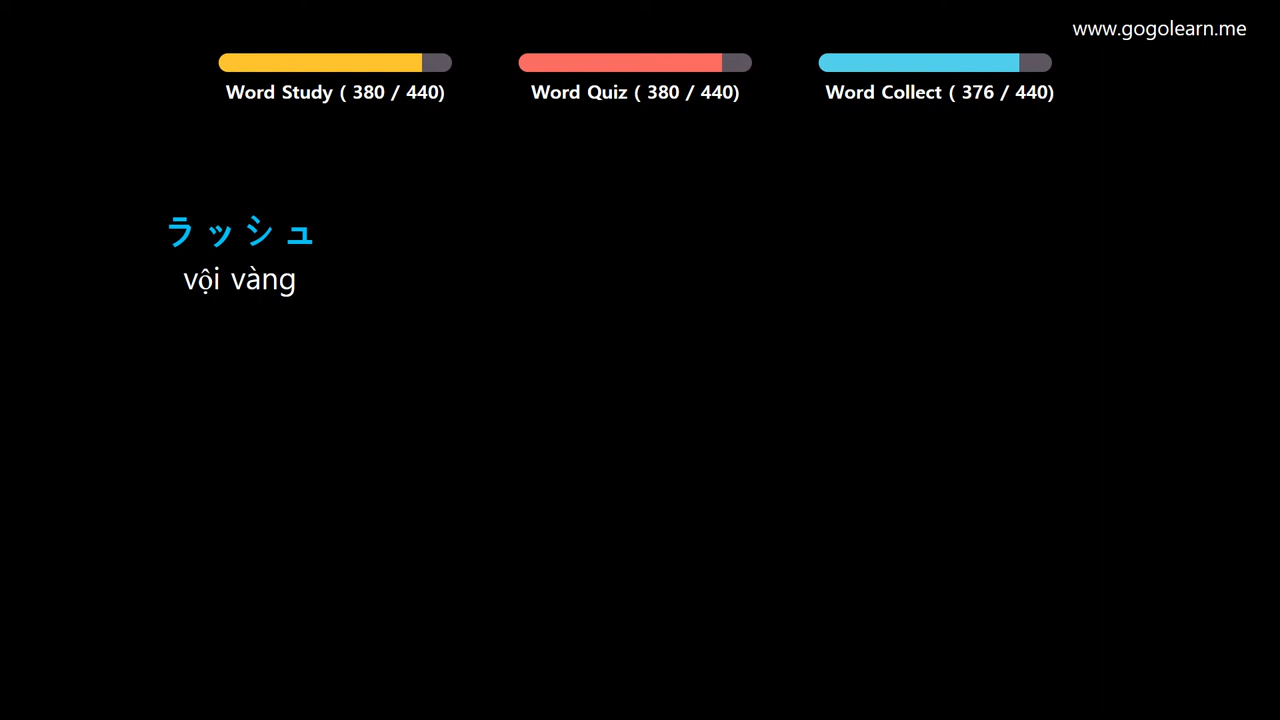 www.gogolearn.me
Word Study ( 380 / 440)
Word Quiz ( 380 / 440)
Word Collect ( 376 / 440)
ラッシュ
vội vàng